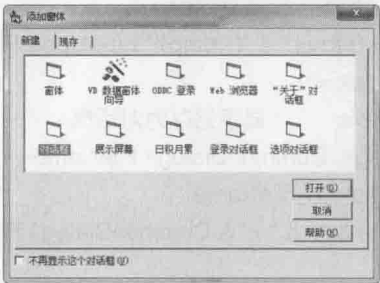 添加窗体
新建 现存
窗体 VB 数据窗体向导 ODBC 登录 Web 浏览器 “关于”对话框
对话框 展示屏幕 日积月累 登录对话框 选项对话框
打开(O)
取消
帮助(H)
不再显示这个对话框(D)